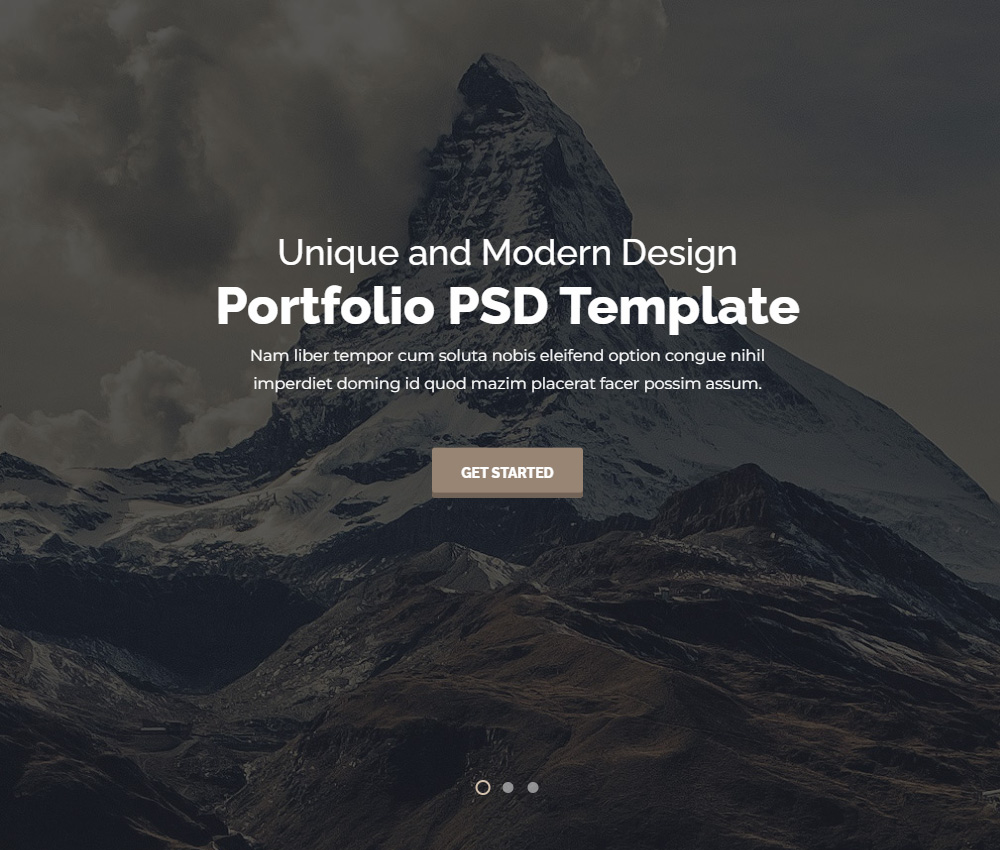 Unique and Modern Design
Portfolio PSD Template
Nam liber tempor cum soluta nobis eleifend option congue nihil
imperdiet doming id quod mazim placerat facer possim assum.
GET STARTED